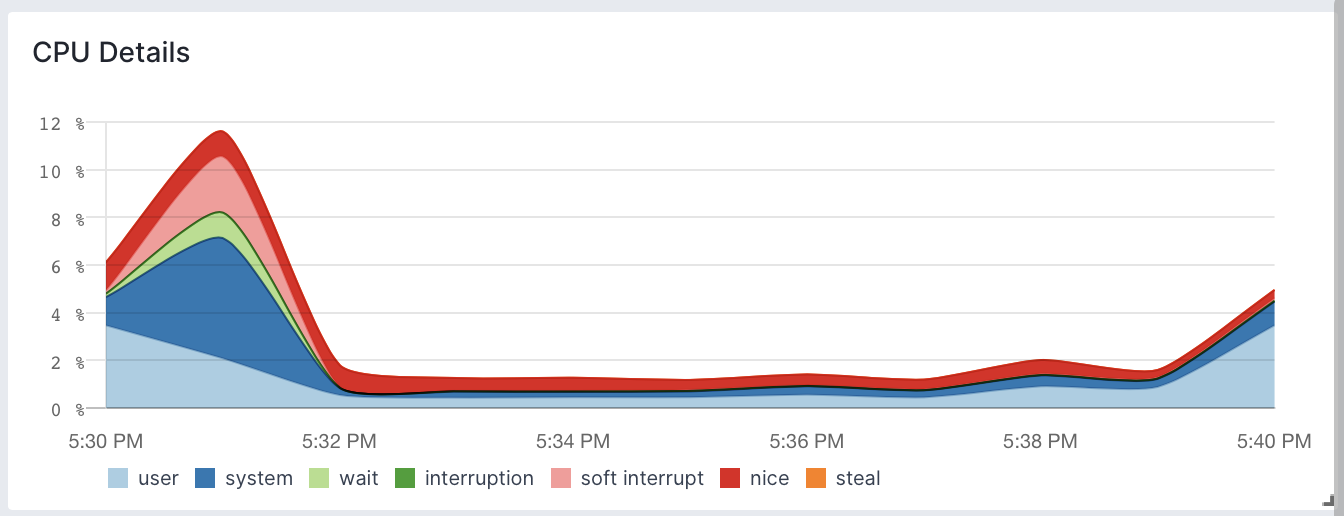 CPU Details
12 %
10 %
8 %
6 %
4 %
2 %
0 %
5:30 PM 5:32 PM 5:34 PM 5:36 PM 5:38 PM 5:40 PM
user system wait interruption soft interrupt nice steal